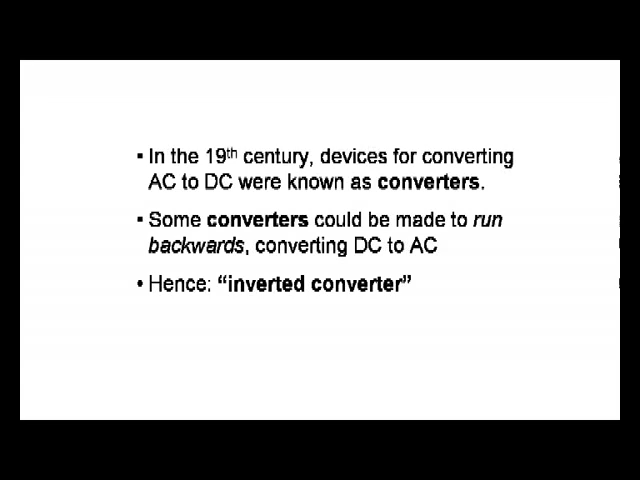 ▪ In the 19th century, devices for converting
AC to DC were known as converters.
▪ Some converters could be made to run
backwards, converting DC to AC
• Hence: “inverted converter”